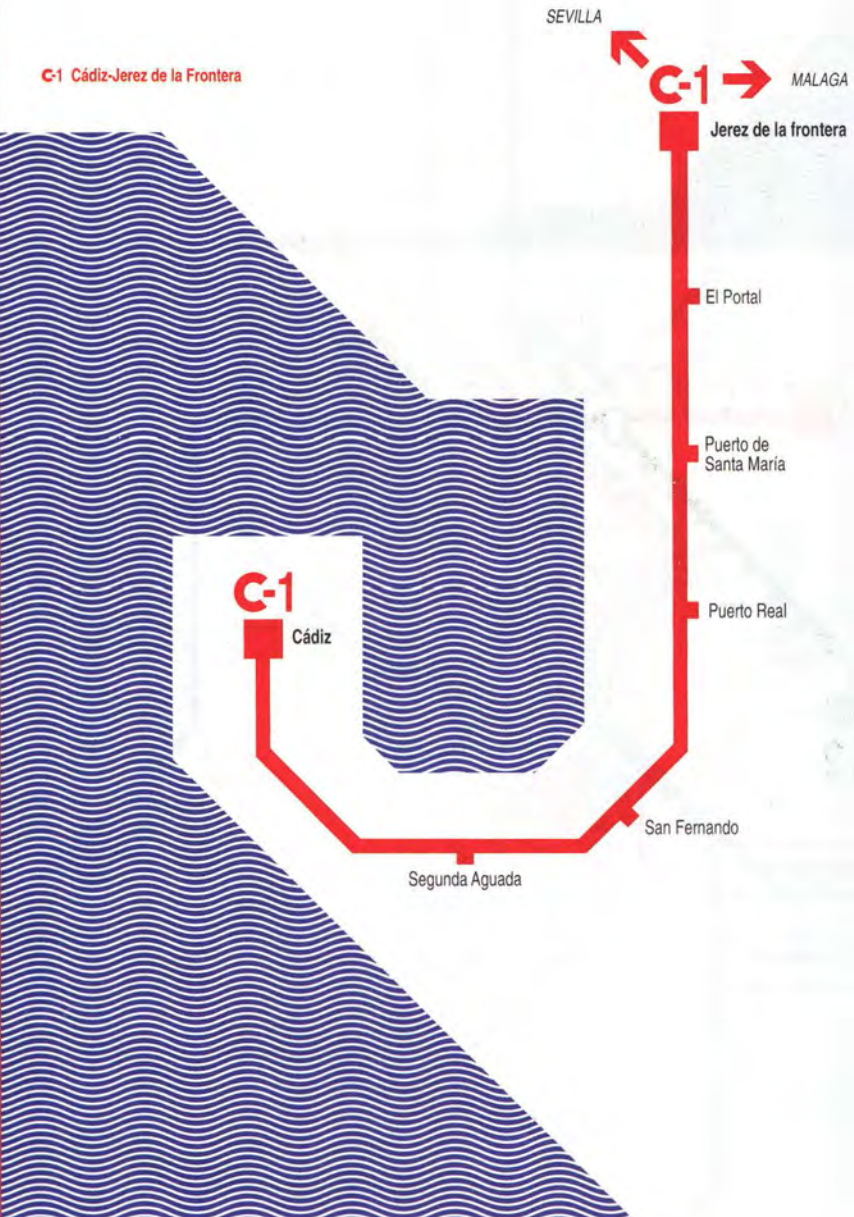 SEVILLA
C-1 Cádiz-Jerez de la Frontera
C-1
MALAGA
Jerez de la frontera
El Portal
Puerto de
Santa María
Puerto Real
C-1
Cádiz
San Fernando
Segunda Aguada